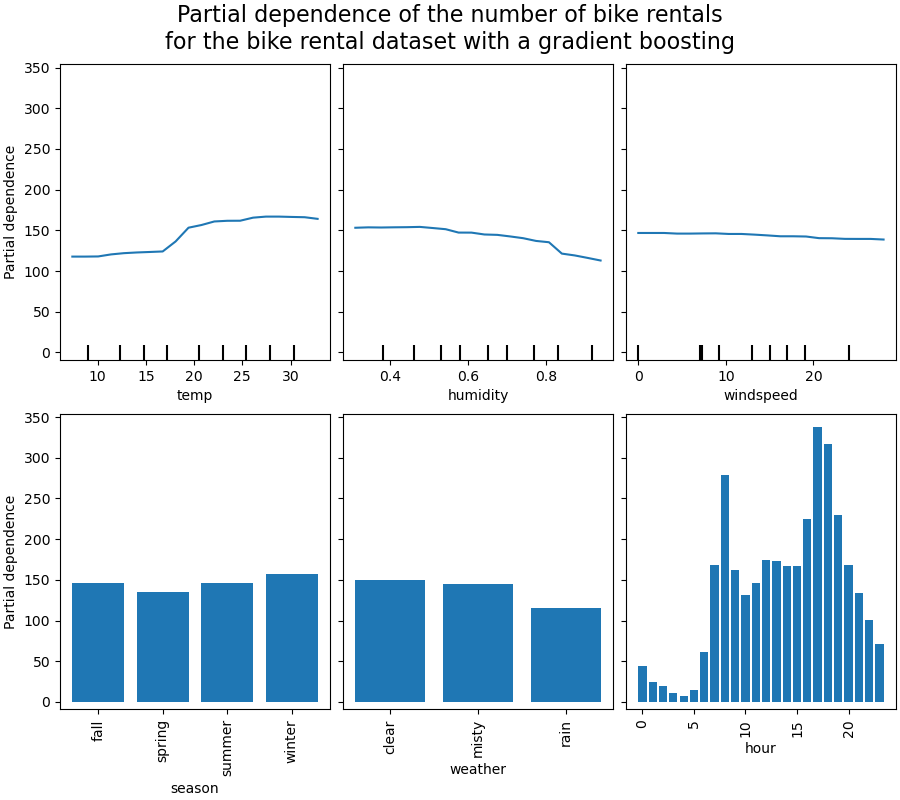 Partial dependence of the number of bike rentals
for the bike rental dataset with a gradient boosting
350
300
250
200
150
100
50
0
Partial dependence
10 15 20 25 30
temp
0.4 0.6 0.8
humidity
0 10 20
windspeed
350
300
250
200
150
100
50
0
Partial dependence
fall spring summer winter
season
clear misty rain
weather
0 5 10 15 20
hour